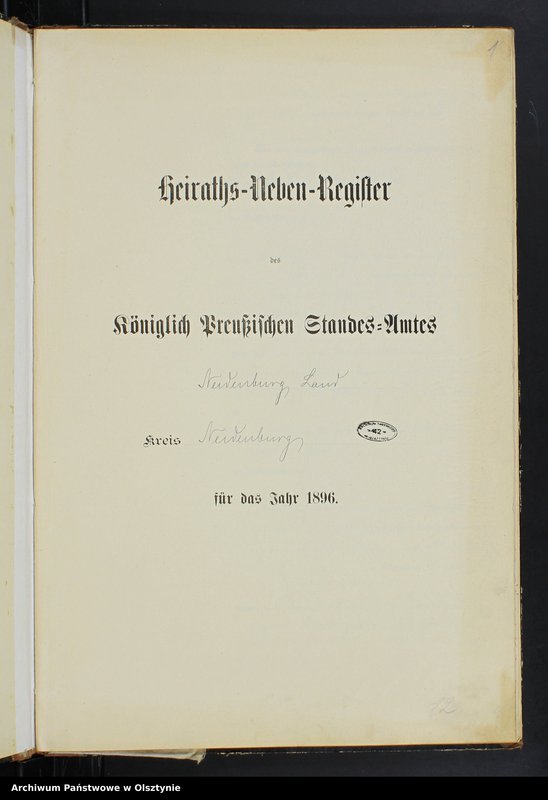 1
Heiraths-Neben-Register
des
Königlich Preußischen Standes-Amtes
Neidenburg Land
Kreis Neidenburg
42
für das Jahr 1896.
12
Archiwum Państwowe w Olsztynie